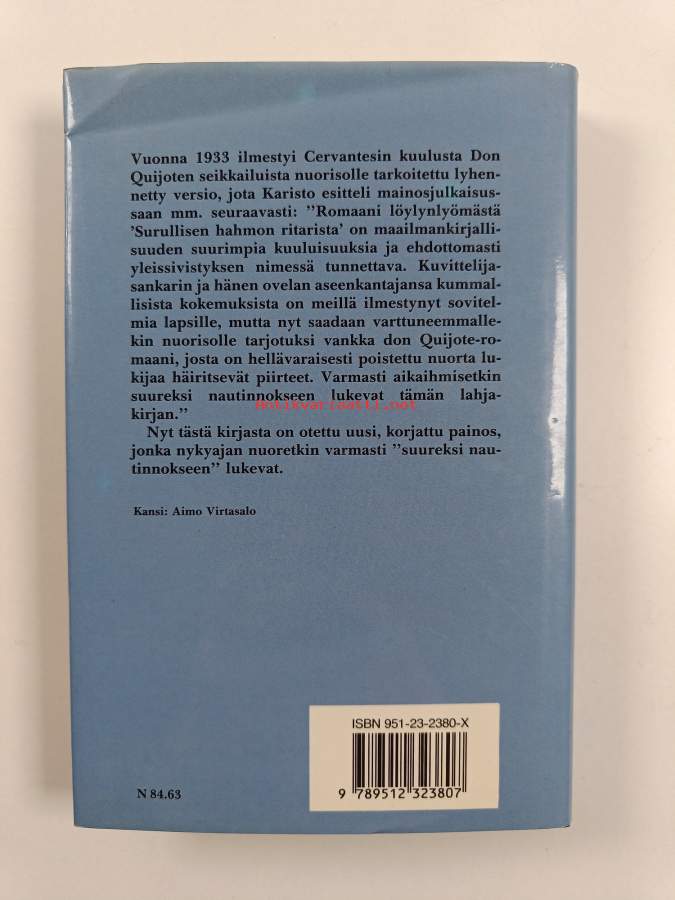 Vuonna 1933 ilmestyi Cervantesin kuulusta Don
Quijoten seikkailuista nuorisolle tarkoitettu lyhen-
netty versio, jota Karisto esitteli mainosjulkaisus-
saan mm. seuraavasti: "Romaani löylynlyömästä
'Surullisen hahmon ritarista' on maailmankirjalli-
suuden suurimpia kuuluisuuksia ja ehdottomasti
yleissivistyksen nimessä tunnettava. Kuvittelija-
sankarin ja hänen ovelan aseenkantajansa kummal-
lisista kokemuksista on meillä ilmestynyt sovitel-
mia lapsille, mutta nyt saadaan varttuneemmalle-
kin nuorisolle tarjotuksi vankka don Quijote-ro-
maani, josta on hellävaraisesti poistettu nuorta lu-
kijaa häiritsevät piirteet. Varmasti aikaihmisetkin
suureksi nautinnokseen lukevat tämän lahja-
Antikvariaatti.net
kirjan."
Nyt tästä kirjasta on otettu uusi, korjattu painos,
jonka nykyajan nuoretkin varmasti "suureksi nau-
tinnokseen" lukevat.
Kansi: Aimo Virtasalo
ISBN 951-23-2380-X
9 789512 323807
N 84.63